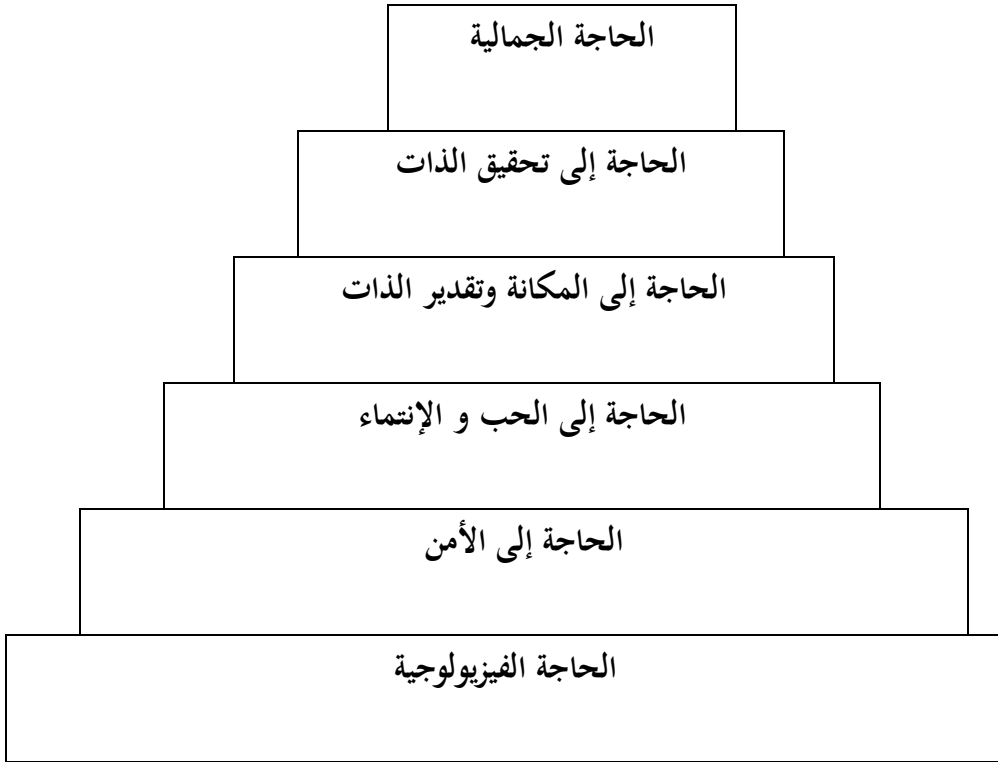 الحاجة الجمالية
الحاجة إلى تحقيق الذات
الحاجة إلى المكانة وتقدير الذات
الحاجة إلى الحب و الإنتماء
الحاجة إلى الأمن
الحاجة الفيزيولوجية